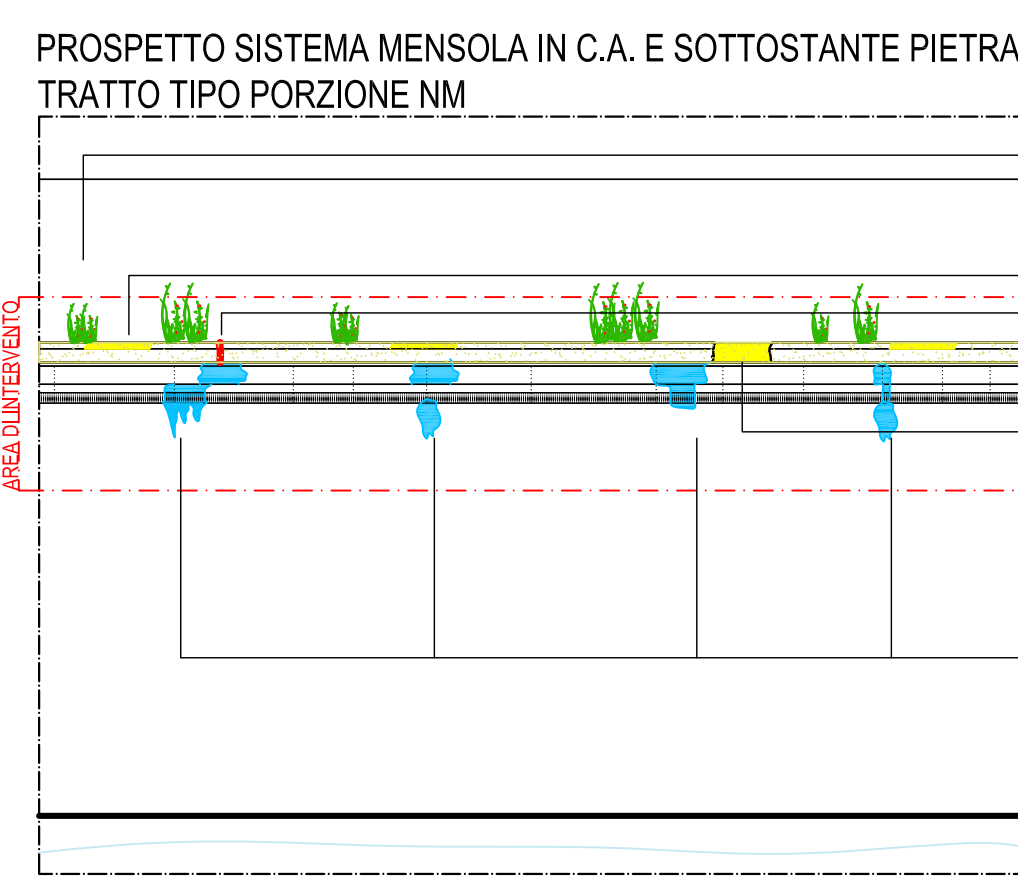 PROSPETTO SISTEMA MENSOLA IN C.A. E SOTTOSTANTE PIETRA
TRATTO TIPO PORZIONE NM
AREA DI INTERVENTO